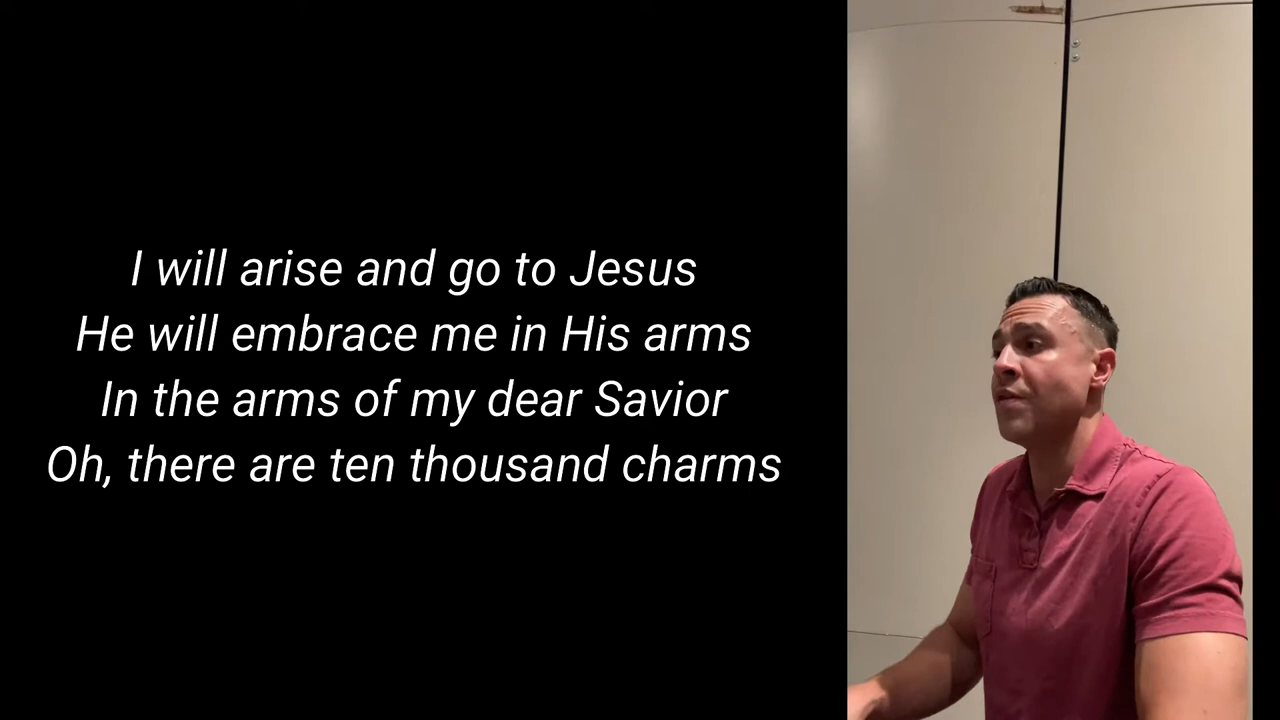 I will arise and go to Jesus
He will embrace me in His arms
In the arms of my dear Savior
Oh, there are ten thousand charms